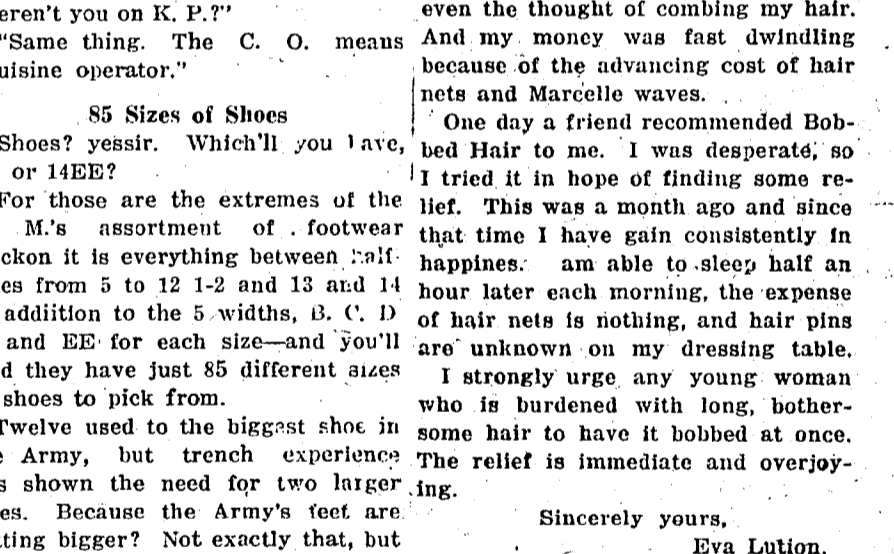 eren't you on K. P.?"
"Same thing. The C. O. means
uisine operator."
85 Sizes of Shoes
Shoes? yessir. Which'll you have,
or 14EE?
For those are the extremes of the
M.'s assortment of footwear
ckon it is everything between half-
es from 5 to 12 1-2 and 13 and 14
addiition to the 5 widths, B. C. D
and EE for each size—and you'll
d they have just 85 different sizes
shoes to pick from.
Twelve used to the biggest shoe in
e Army, but trench experience
s shown the need for two larger
es. Because the Army's feet are
ting bigger? Not exactly that, but
even the thought of combing my hair.
And my money was fast dwindling
because of the advancing cost of hair
nets and Marcelle waves.
One day a friend recommended Bob-
bed Hair to me. I was desperate, so
I tried it in hope of finding some re-
lief. This was a month ago and since
that time I have gain consistently in
happines. am able to sleep half an
hour later each morning, the expense
of hair nets is nothing, and hair pins
are unknown on my dressing table.
I strongly urge any young woman
who is burdened with long, bother-
some hair to have it bobbed at once.
The relief is immediate and overjoy-
ing.
Sincerely yours,
Eva Lution.